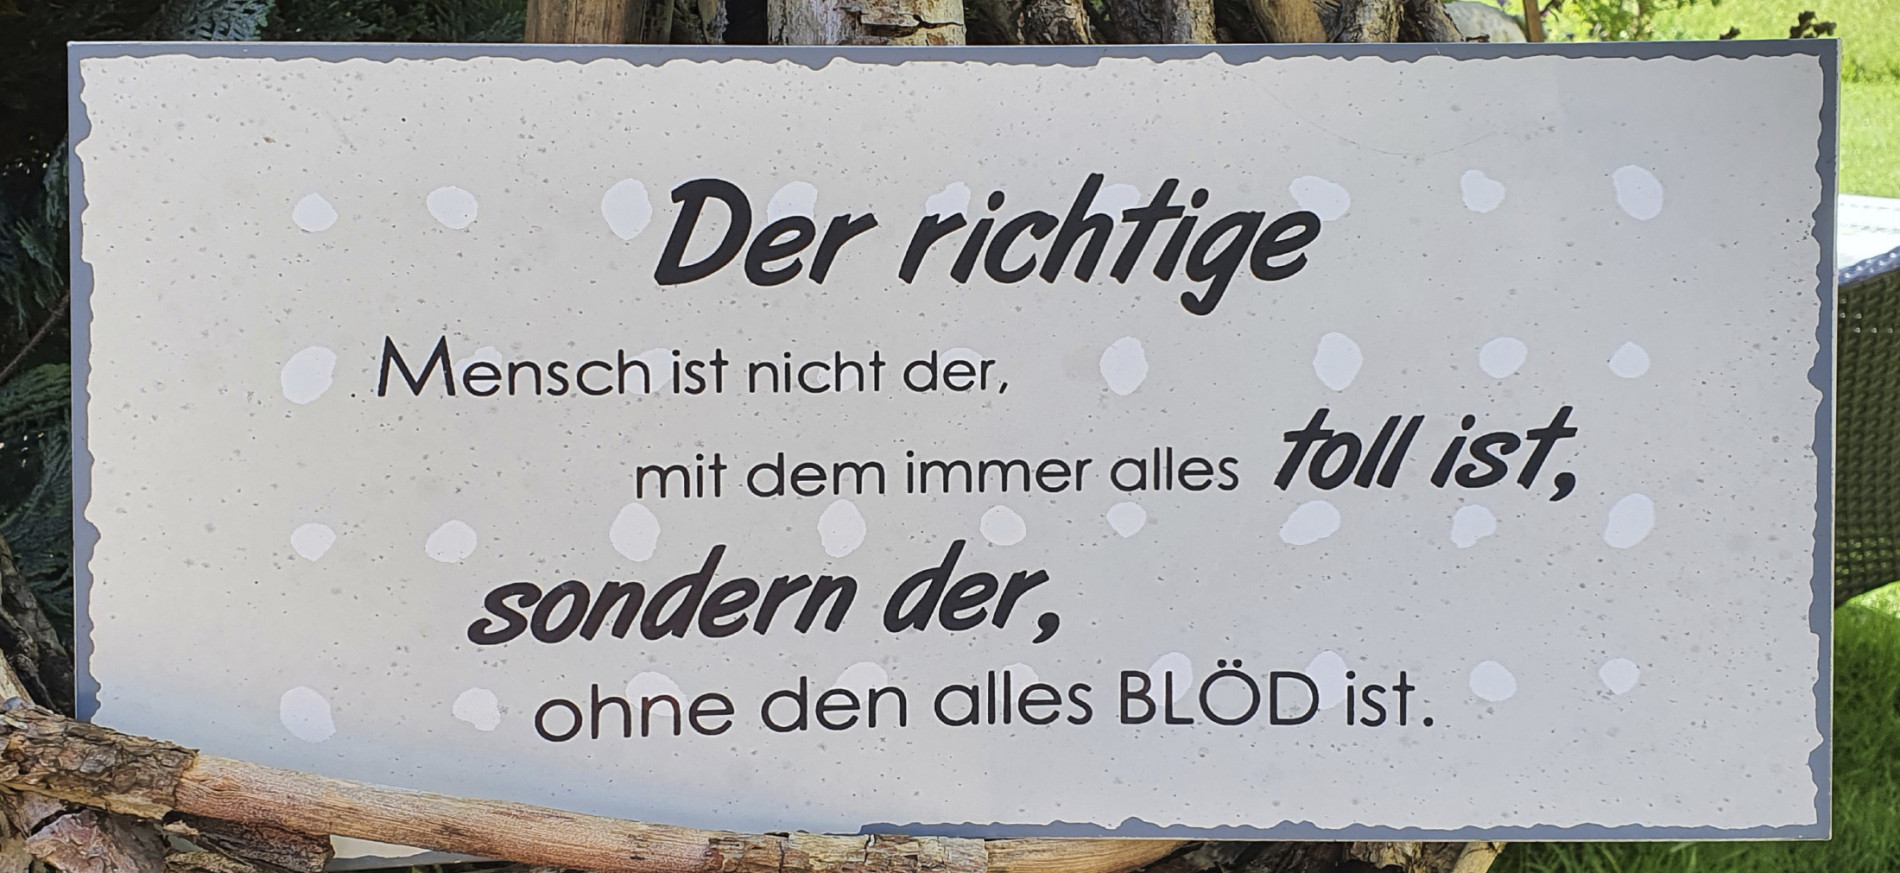 Der richtige
Mensch ist nicht der,
mit dem immer alles toll ist,
sondern der,
ohne den alles BLÖD ist.